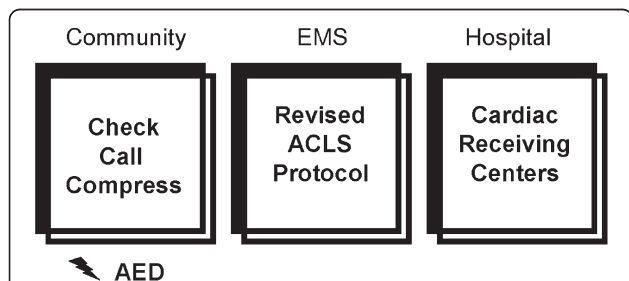 Community
EMS
Hospital
Check
Call
Compress
Revised
ACLS
Protocol
Cardiac
Receiving
Centers
AED